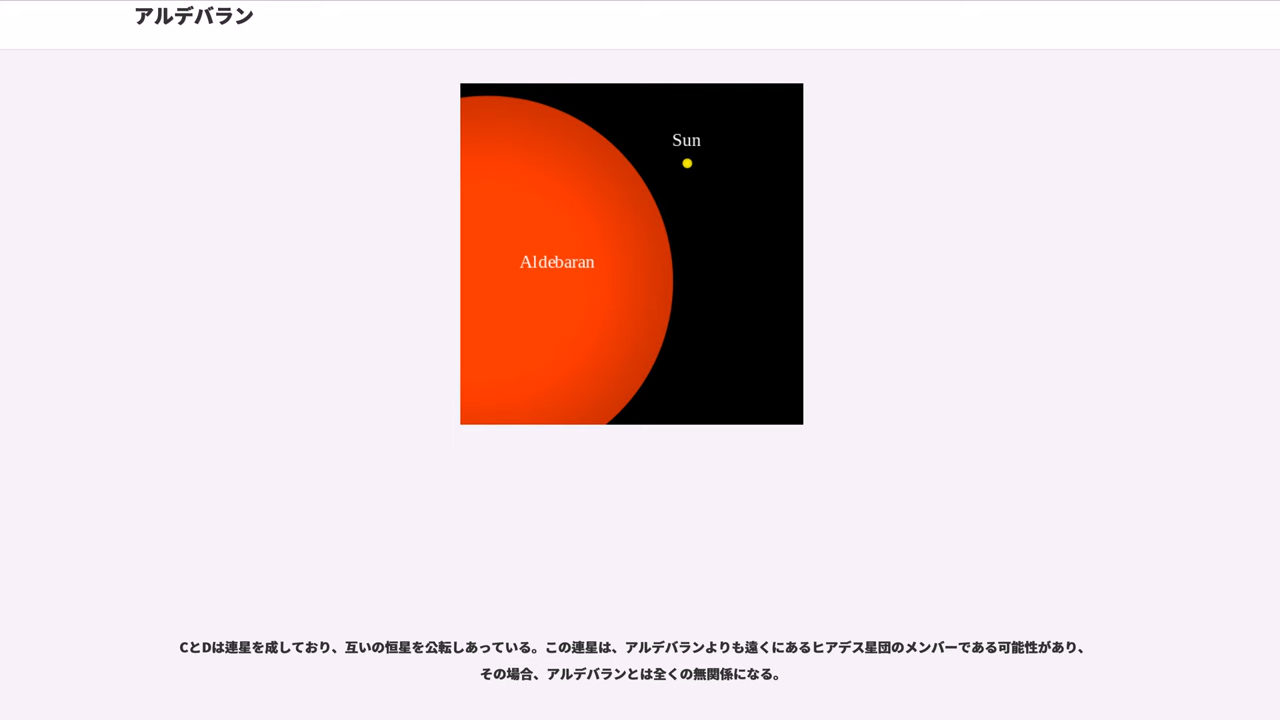 アルデバラン
Sun
Aldebaran
CとDは連星を成しており、互いの恒星を公転しあっている。この連星は、アルデバランよりも遠くにあるヒアデス星団のメンバーである可能性があり、
その場合、アルデバランとは全くの無関係になる。